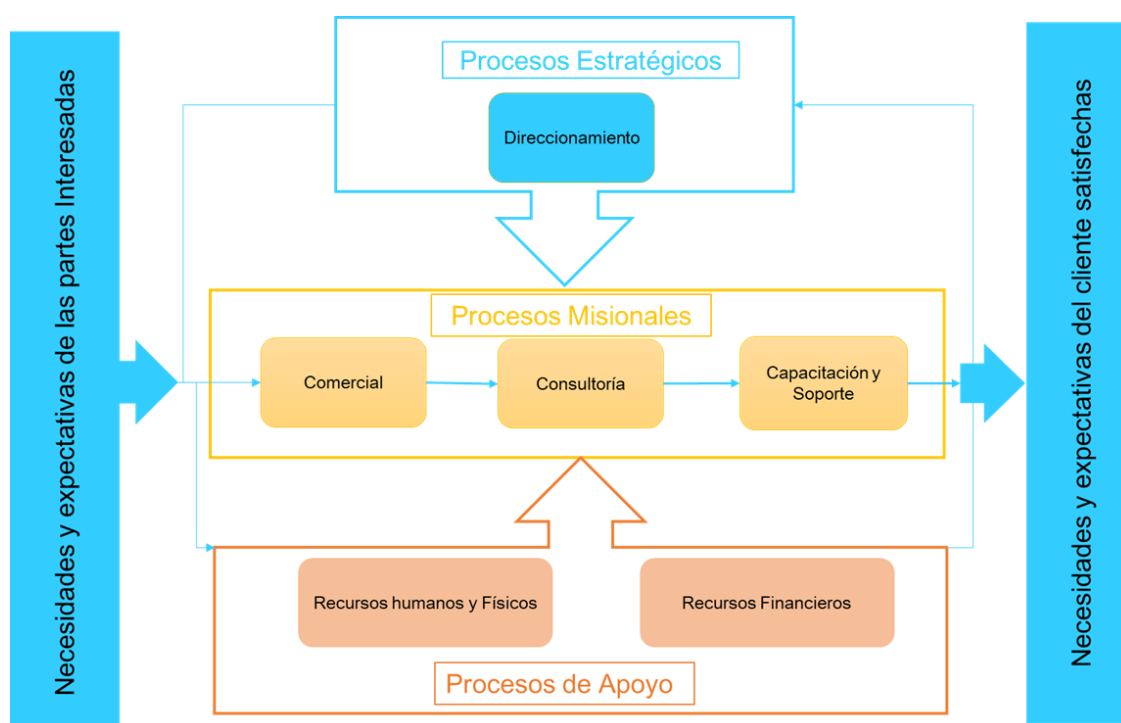 Necesidades y expectativas de las partes Interesadas
Procesos Estratégicos
Direccionamiento
Procesos Misionales
Comercial
Consultoría
Capacitación y
Soporte
Recursos humanos y Físicos
Recursos Financieros
Procesos de Apoyo
Necesidades y expectativas del cliente satisfechas